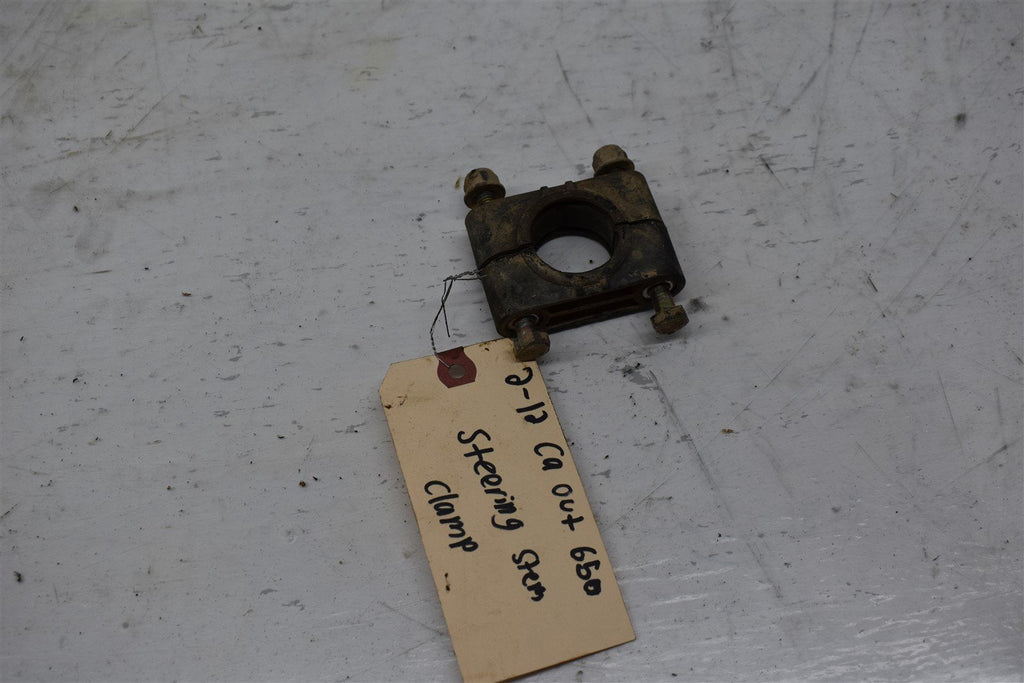 2-12 Ca out 650
Steering Stem
Clamp